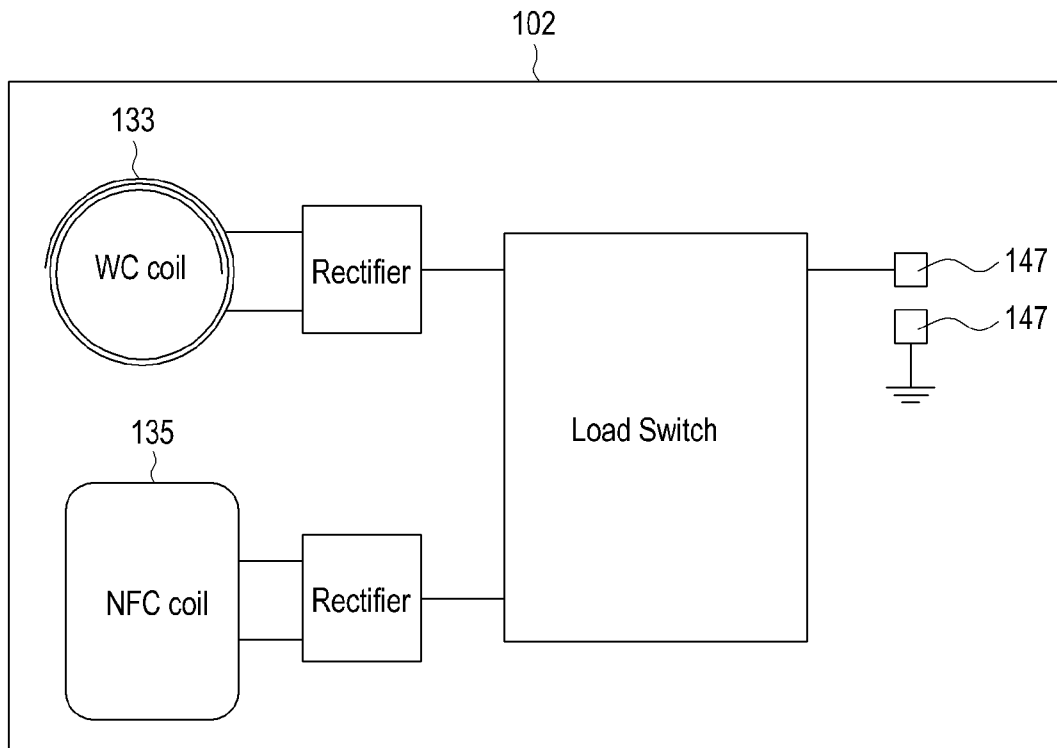 102
133
WC coil
Rectifier
147
147
Load Switch
135
NFC coil
Rectifier